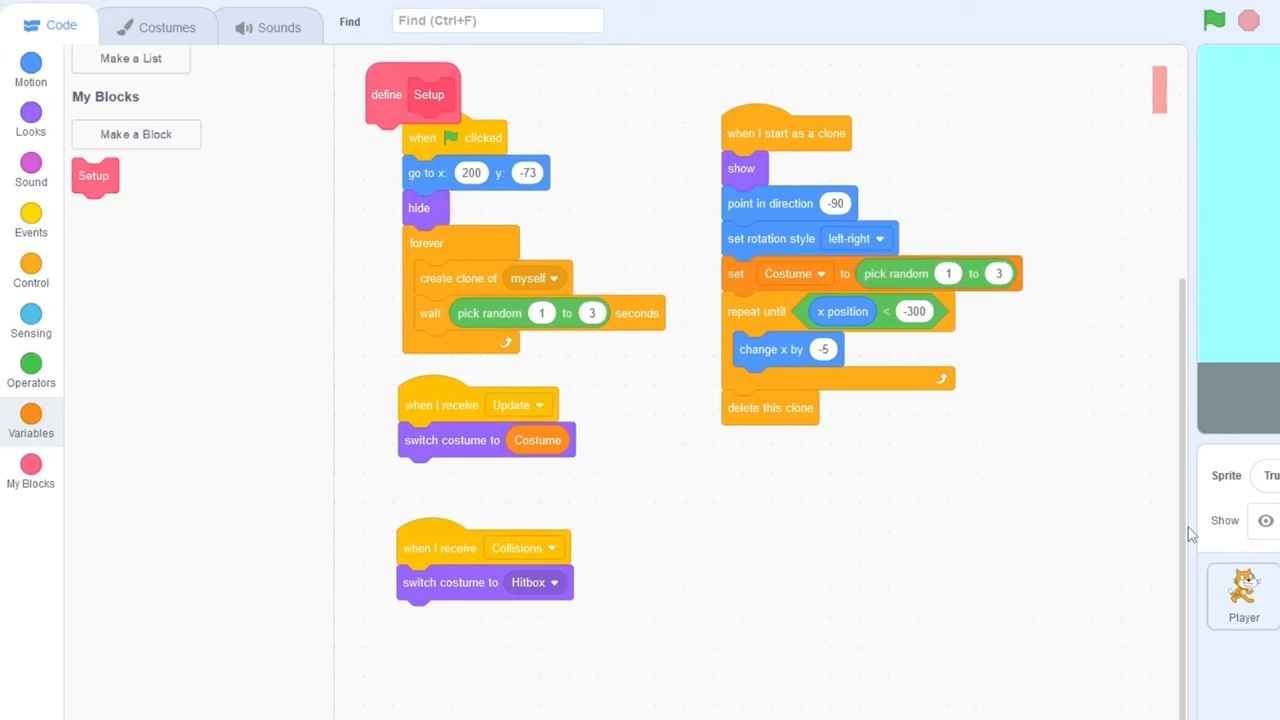 Code
Costumes
Sounds
Find
Find (Ctrl+F)
Motion
Looks
Sound
Events
Control
Sensing
Operators
Variables
My Blocks
Make a List
My Blocks
Make a Block
Setup
define Setup
when clicked
go to x: 200 y: -73
hide
forever
create clone of myself
wait pick random 1 to 3 seconds
when I receive Update
switch costume to Costume
when I receive Collisions
switch costume to Hitbox
when I start as a clone
show
point in direction -90
set rotation style left-right
set Costume to pick random 1 to 3
repeat until x position < -300
change x by -5
delete this clone
Sprite Tru
Show
Player